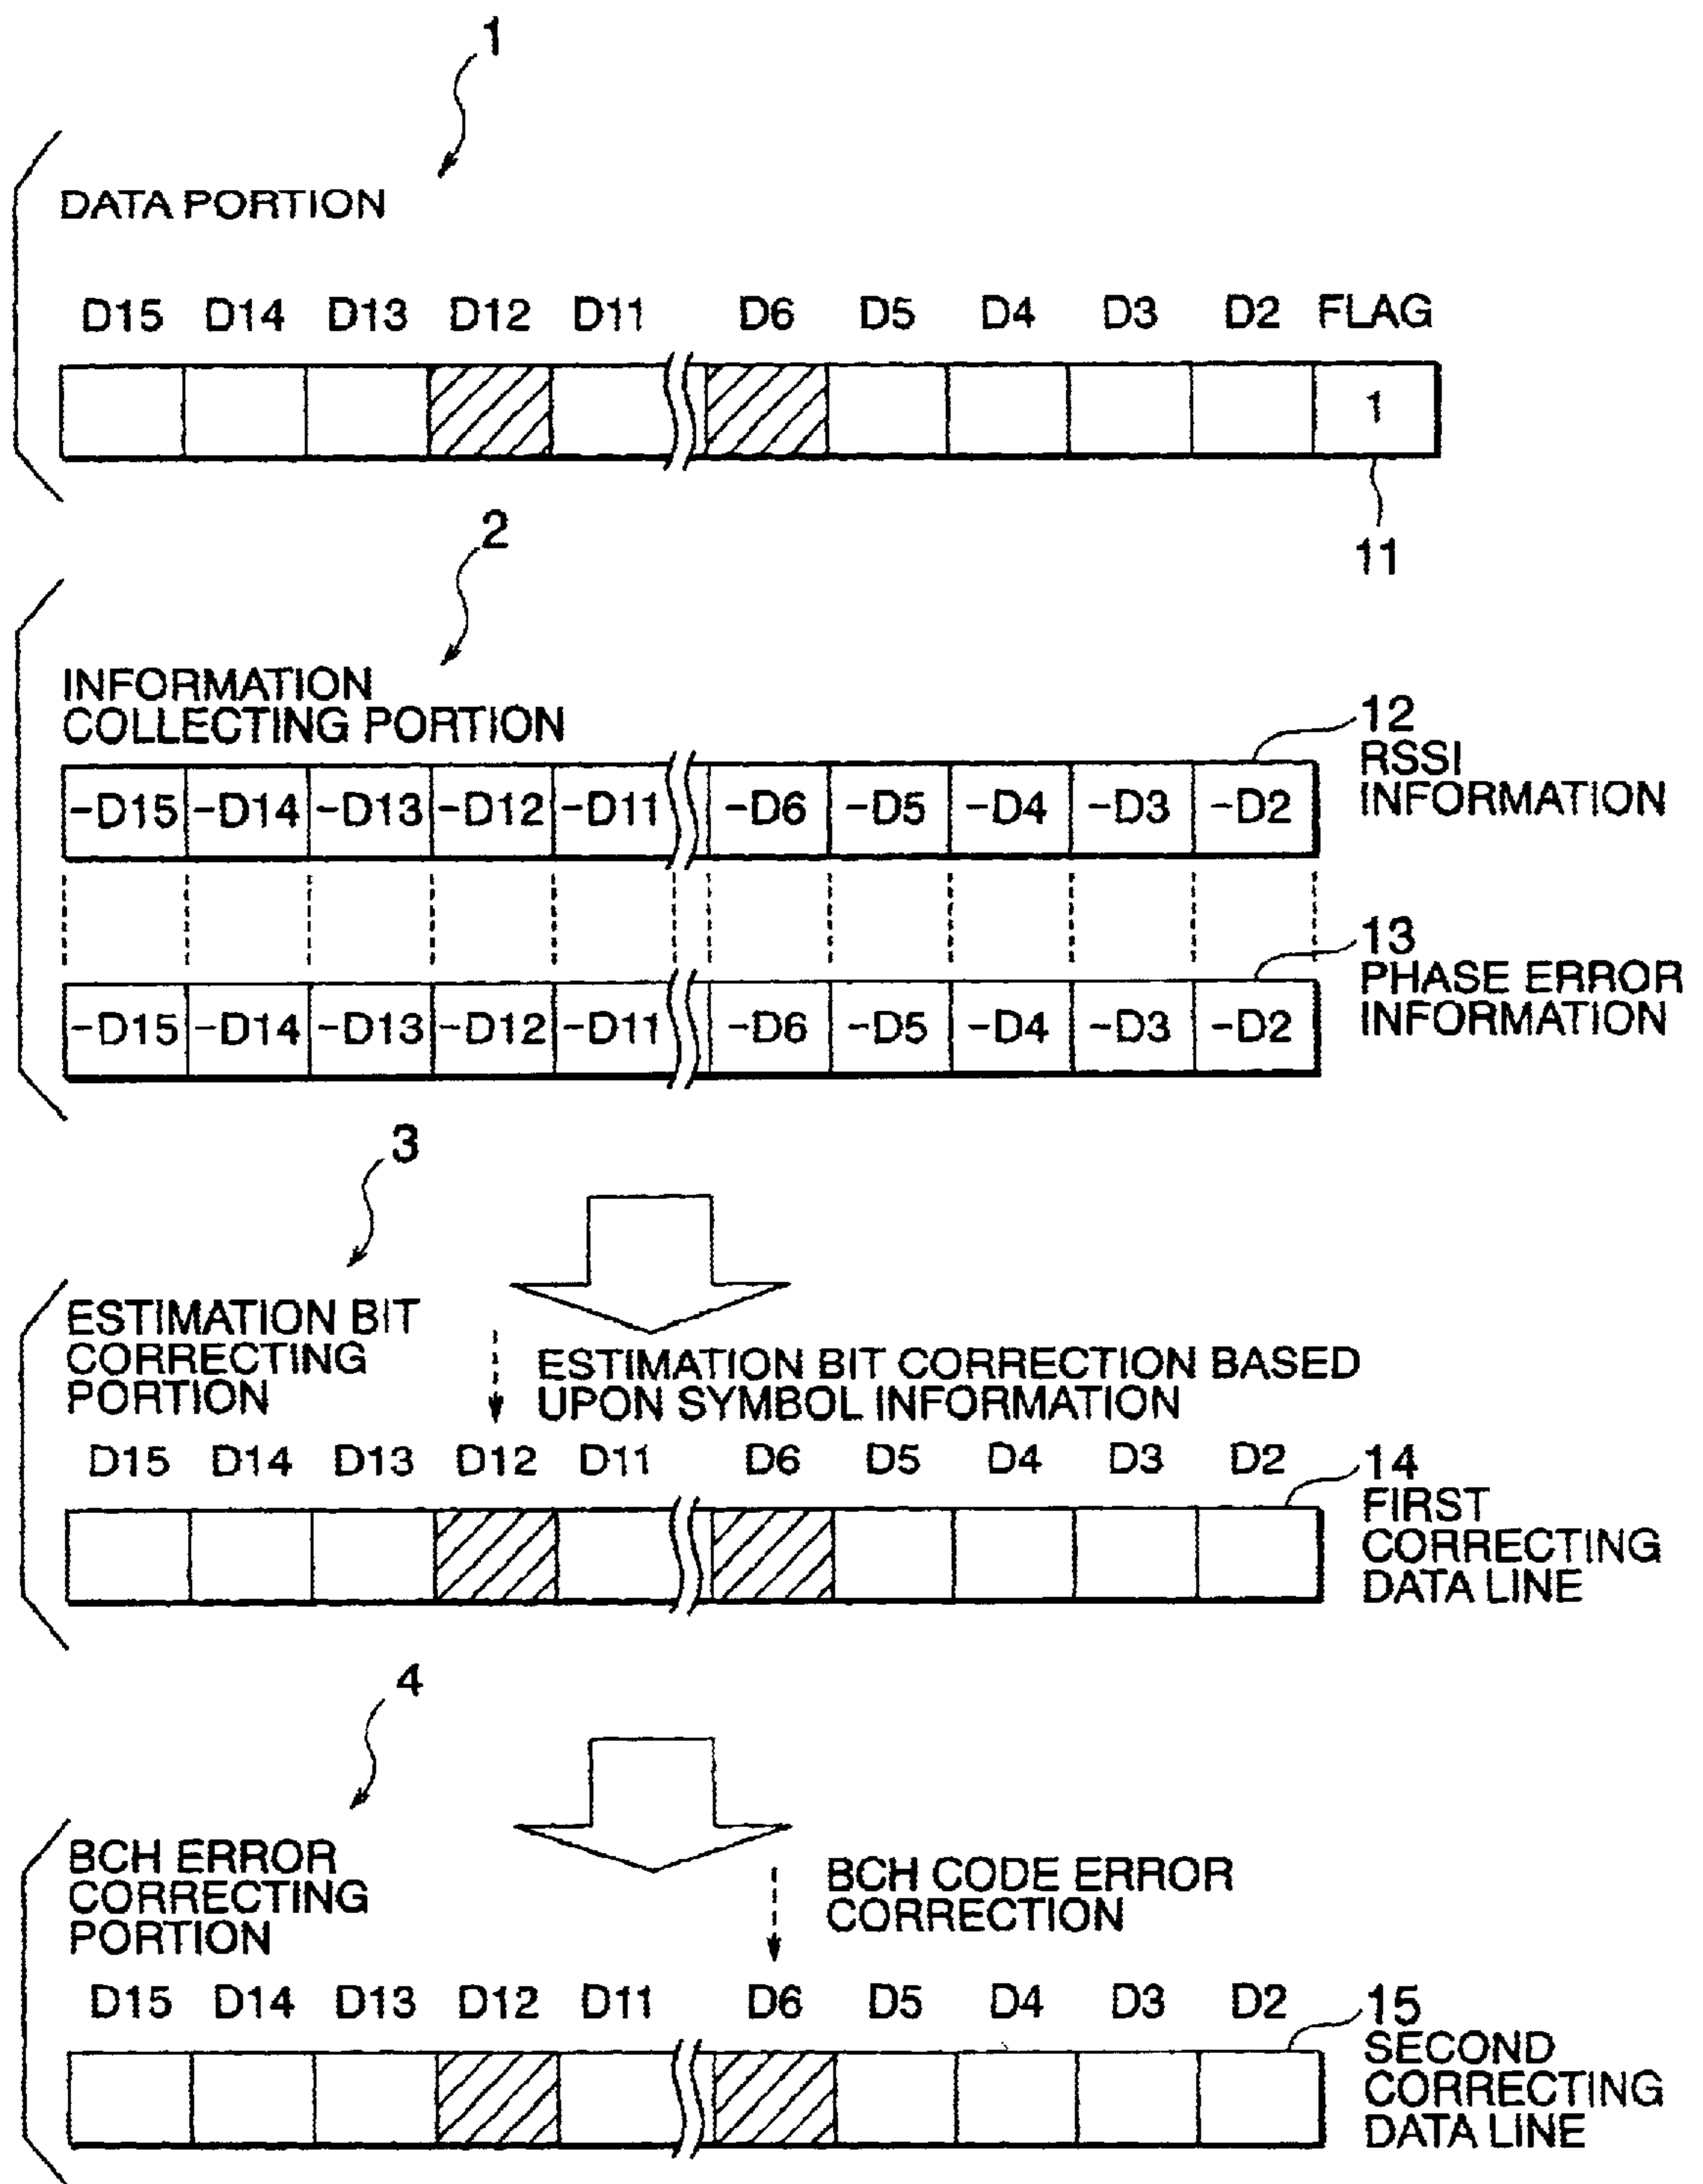 1
DATA PORTION
D15 D14 D13 D12 D11 D6 D5 D4 D3 D2 FLAG
1
11
2
INFORMATION
COLLECTING PORTION
12
RSSI
INFORMATION
-D15 -D14 -D13 -D12 -D11 -D6 -D5 -D4 -D3 -D2
13
PHASE ERROR
INFORMATION
-D15 -D14 -D13 -D12 -D11 -D6 -D5 -D4 -D3 -D2
3
ESTIMATION BIT
CORRECTING
PORTION
ESTIMATION BIT CORRECTION BASED
UPON SYMBOL INFORMATION
D15 D14 D13 D12 D11 D6 D5 D4 D3 D2
14
FIRST
CORRECTING
DATA LINE
4
BCH ERROR
CORRECTING
PORTION
BCH CODE ERROR
CORRECTION
D15 D14 D13 D12 D11 D6 D5 D4 D3 D2
15
SECOND
CORRECTING
DATA LINE